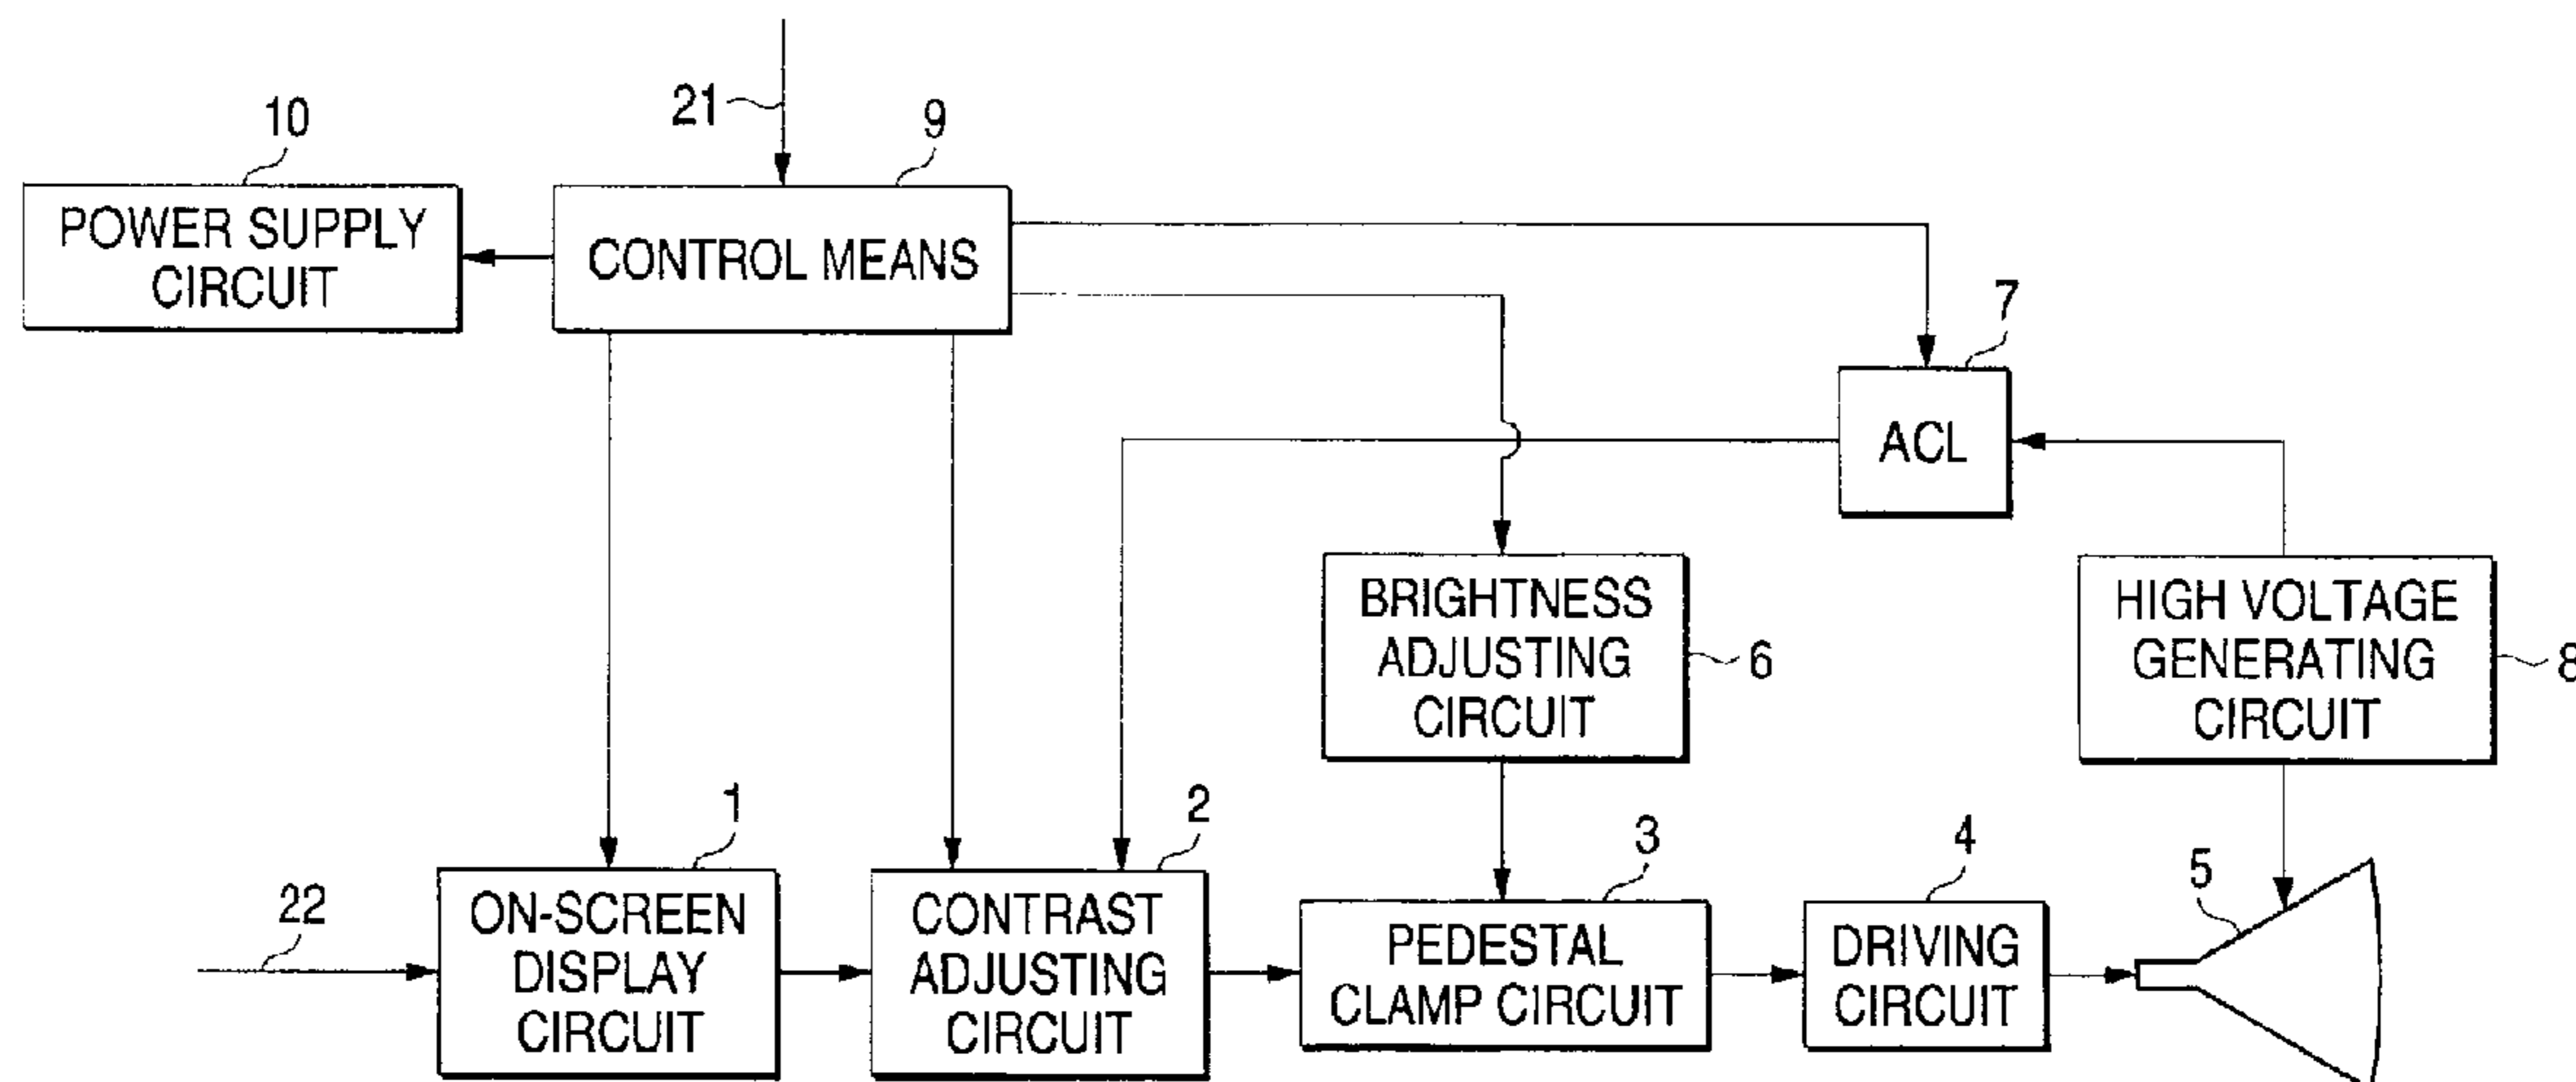 21
9
10
POWER SUPPLY
CIRCUIT
CONTROL MEANS
7
ACL
BRIGHTNESS
ADJUSTING
CIRCUIT
6
HIGH VOLTAGE
GENERATING
CIRCUIT
8
1
2
3
4
5
22
ON-SCREEN
DISPLAY
CIRCUIT
CONTRAST
ADJUSTING
CIRCUIT
PEDESTAL
CLAMP CIRCUIT
DRIVING
CIRCUIT